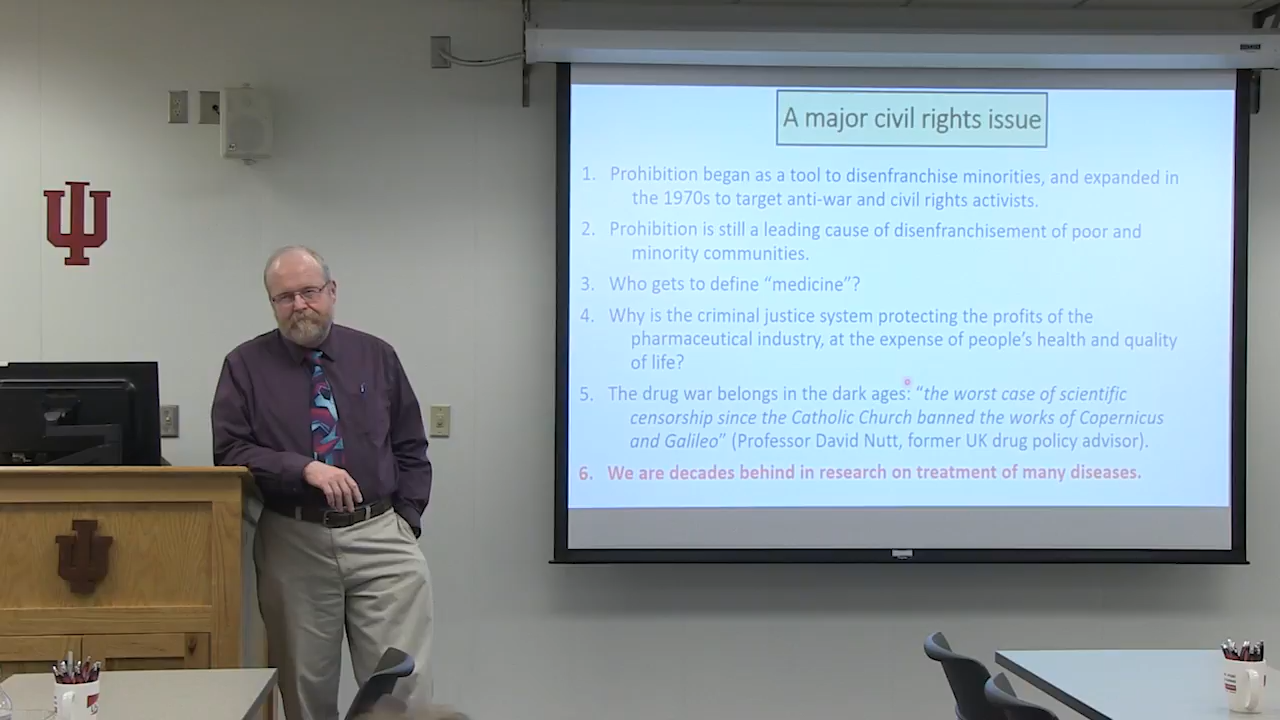 A major civil rights issue
1. Prohibition began as a tool to disenfranchise minorities, and expanded in
the 1970s to target anti-war and civil rights activists.
2. Prohibition is still a leading cause of disenfranchisement of poor and
minority communities.
3. Who gets to define “medicine”?
4. Why is the criminal justice system protecting the profits of the
pharmaceutical industry, at the expense of people’s health and quality
of life?
5. The drug war belongs in the dark ages: “the worst case of scientific
censorship since the Catholic Church banned the works of Copernicus
and Galileo” (Professor David Nutt, former UK drug policy advisor).
6. We are decades behind in research on treatment of many diseases.
IU
IU